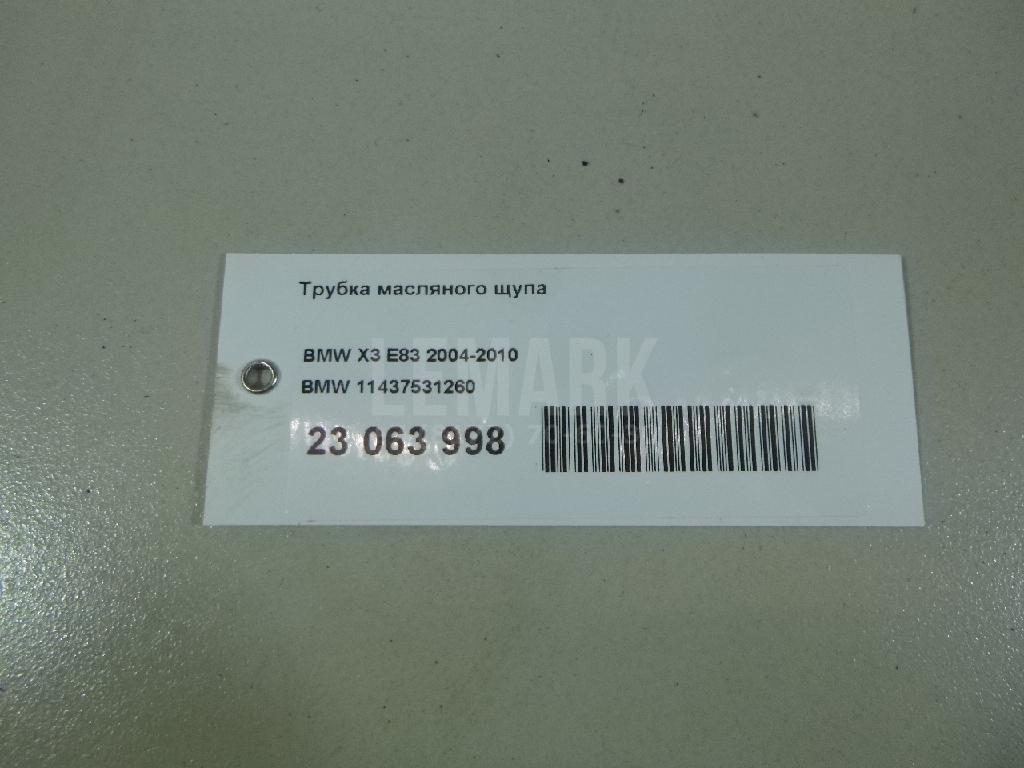 Трубка масляного щупа
BMW X3 E83 2004-2010
BMW 11437531260
LEMARK
23 063 998